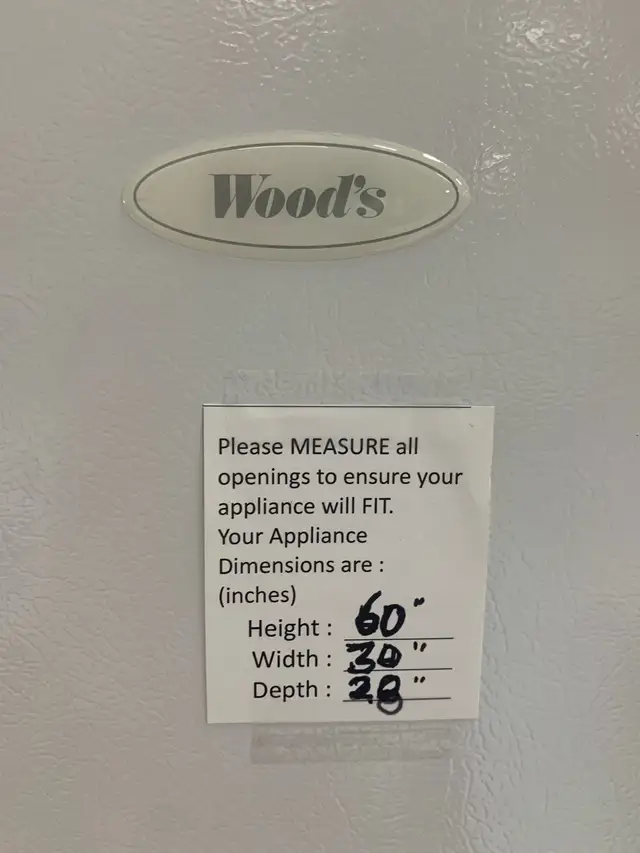 Wood's
Please MEASURE all
openings to ensure your
appliance will FIT.
Your Appliance
Dimensions are :
(inches)
Height : 60"
Width : 30"
Depth : 28"